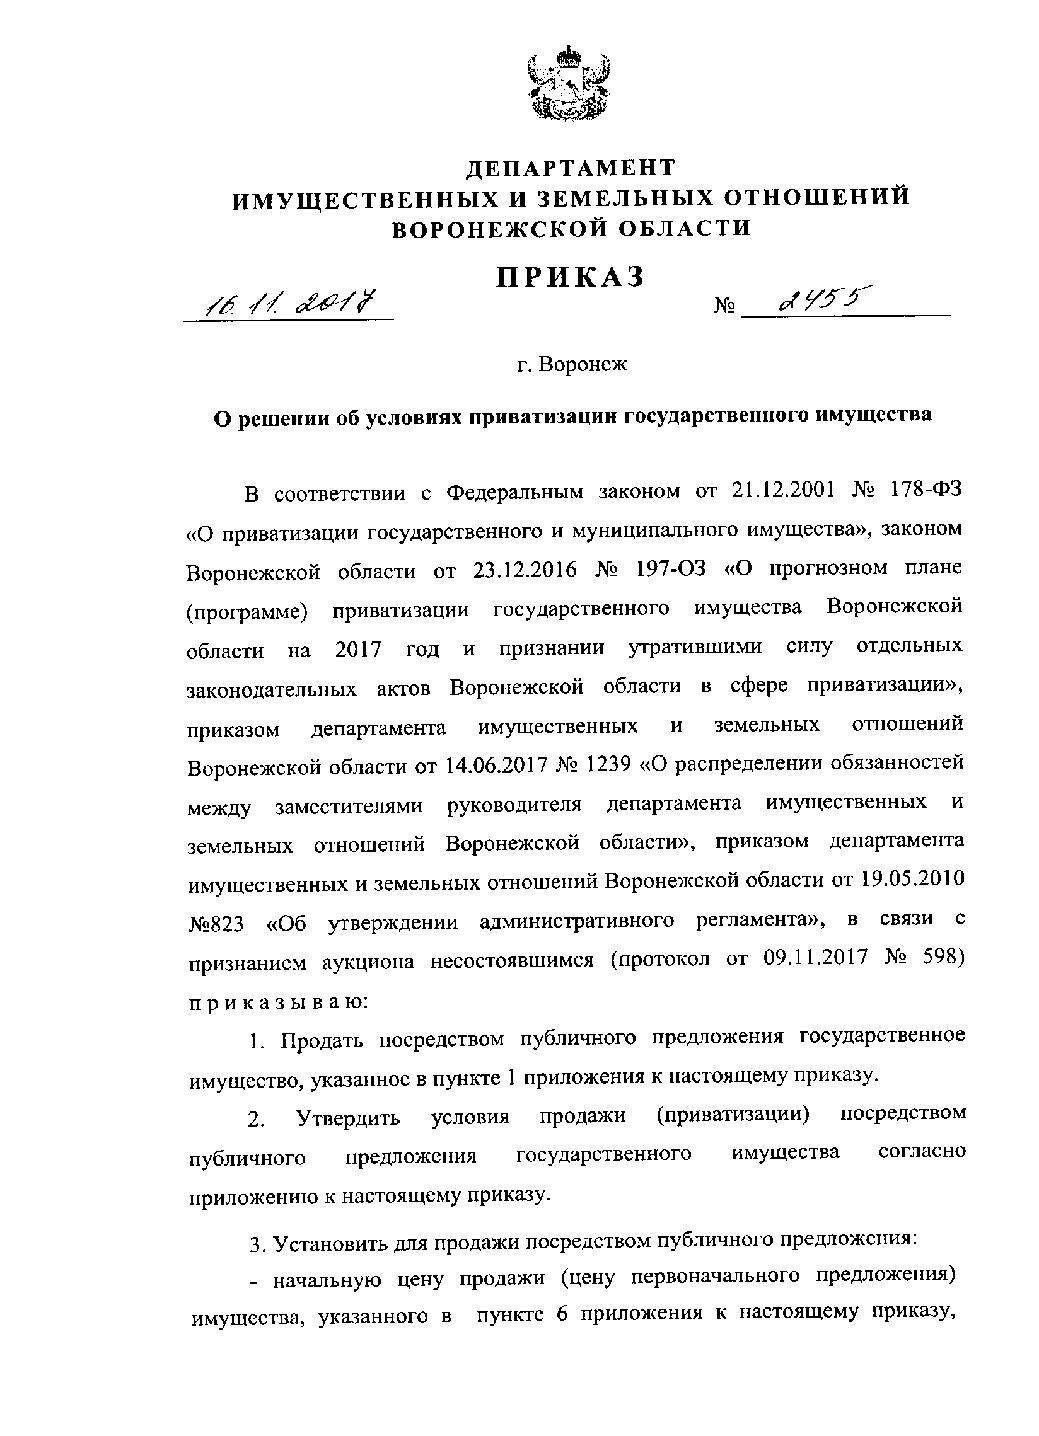 ДЕПАРТАМЕНТ
ИМУЩЕСТВЕННЫХ И ЗЕМЕЛЬНЫХ ОТНОШЕНИЙ
ВОРОНЕЖСКОЙ ОБЛАСТИ
ПРИКАЗ
16.11.2017 № 2455
г. Воронеж
О решении об условиях приватизации государственного имущества
В соответствии с Федеральным законом от 21.12.2001 № 178-ФЗ
«О приватизации государственного и муниципального имущества», законом
Воронежской области от 23.12.2016 № 197-ОЗ «О прогнозном плане
(программе) приватизации государственного имущества Воронежской
области на 2017 год и признании утратившими силу отдельных
законодательных актов Воронежской области в сфере приватизации»,
приказом департамента имущественных и земельных отношений
Воронежской области от 14.06.2017 № 1239 «О распределении обязанностей
между заместителями руководителя департамента имущественных и
земельных отношений Воронежской области», приказом департамента
имущественных и земельных отношений Воронежской области от 19.05.2010
№823 «Об утверждении административного регламента», в связи с
признанием аукциона несостоявшимся (протокол от 09.11.2017 № 598)
п р и к а з ы в а ю:
1. Продать посредством публичного предложения государственное
имущество, указанное в пункте 1 приложения к настоящему приказу.
2. Утвердить условия продажи (приватизации) посредством
публичного предложения государственного имущества согласно
приложению к настоящему приказу.
3. Установить для продажи посредством публичного предложения:
- начальную цену продажи (цену первоначального предложения)
имущества, указанного в пункте 6 приложения к настоящему приказу,